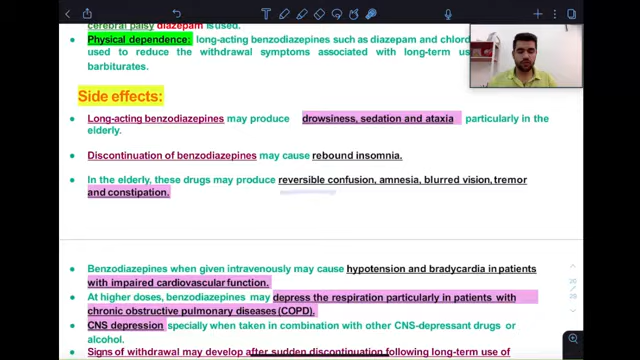 cerebral palsy diazepam is used.
● Physical dependence: long-acting benzodiazepines such as diazepam and chlord
used to reduce the withdrawal symptoms associated with long-term us
barbiturates.
Side effects:
● Long-acting benzodiazepines may produce drowsiness, sedation and ataxia particularly in the
elderly.
● Discontinuation of benzodiazepines may cause rebound insomnia.
● In the elderly, these drugs may produce reversible confusion, amnesia, blurred vision, tremor
and constipation.
● Benzodiazepines when given intravenously may cause hypotension and bradycardia in patients
with impaired cardiovascular function.
● At higher doses, benzodiazepines may depress the respiration particularly in patients with
chronic obstructive pulmonary diseases (COPD).
● CNS depression specially when taken in combination with other CNS-depressant drugs or
alcohol.
● Signs of withdrawal may develop after sudden discontinuation following long-term use of